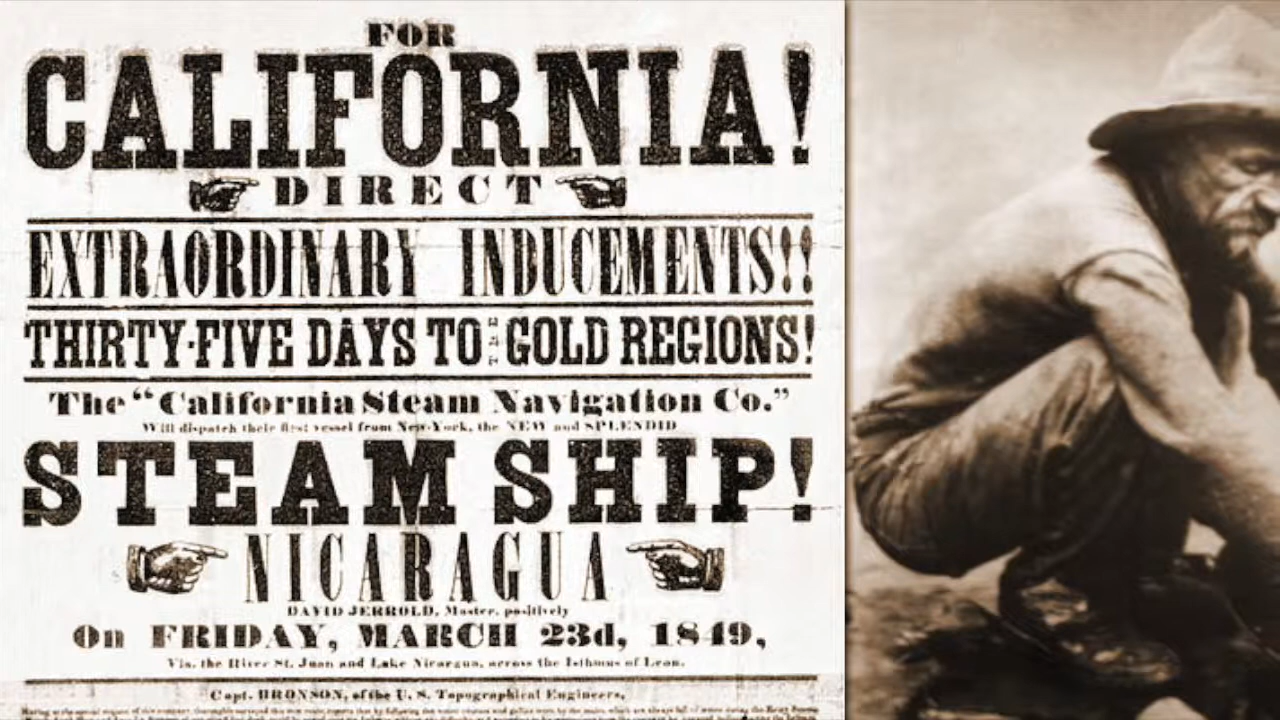 FOR
CALIFORNIA!
DIRECT
EXTRAORDINARY INDUCEMENTS!!
THIRTY-FIVE DAYS TO THE GOLD REGIONS!
The "California Steam Navigation Co."
Will dispatch their first vessel from New-York, the NEW and SPLENDID
STEAM SHIP!
NICARAGUA
DAVID JERROLD, Master, positively
On FRIDAY, MARCH 23d, 1849,
Via. the River St. Juan and Lake Nicaragua, across the Isthmus of Leon.
Capt. BRONSON, of the U. S. Topographical Engineers,